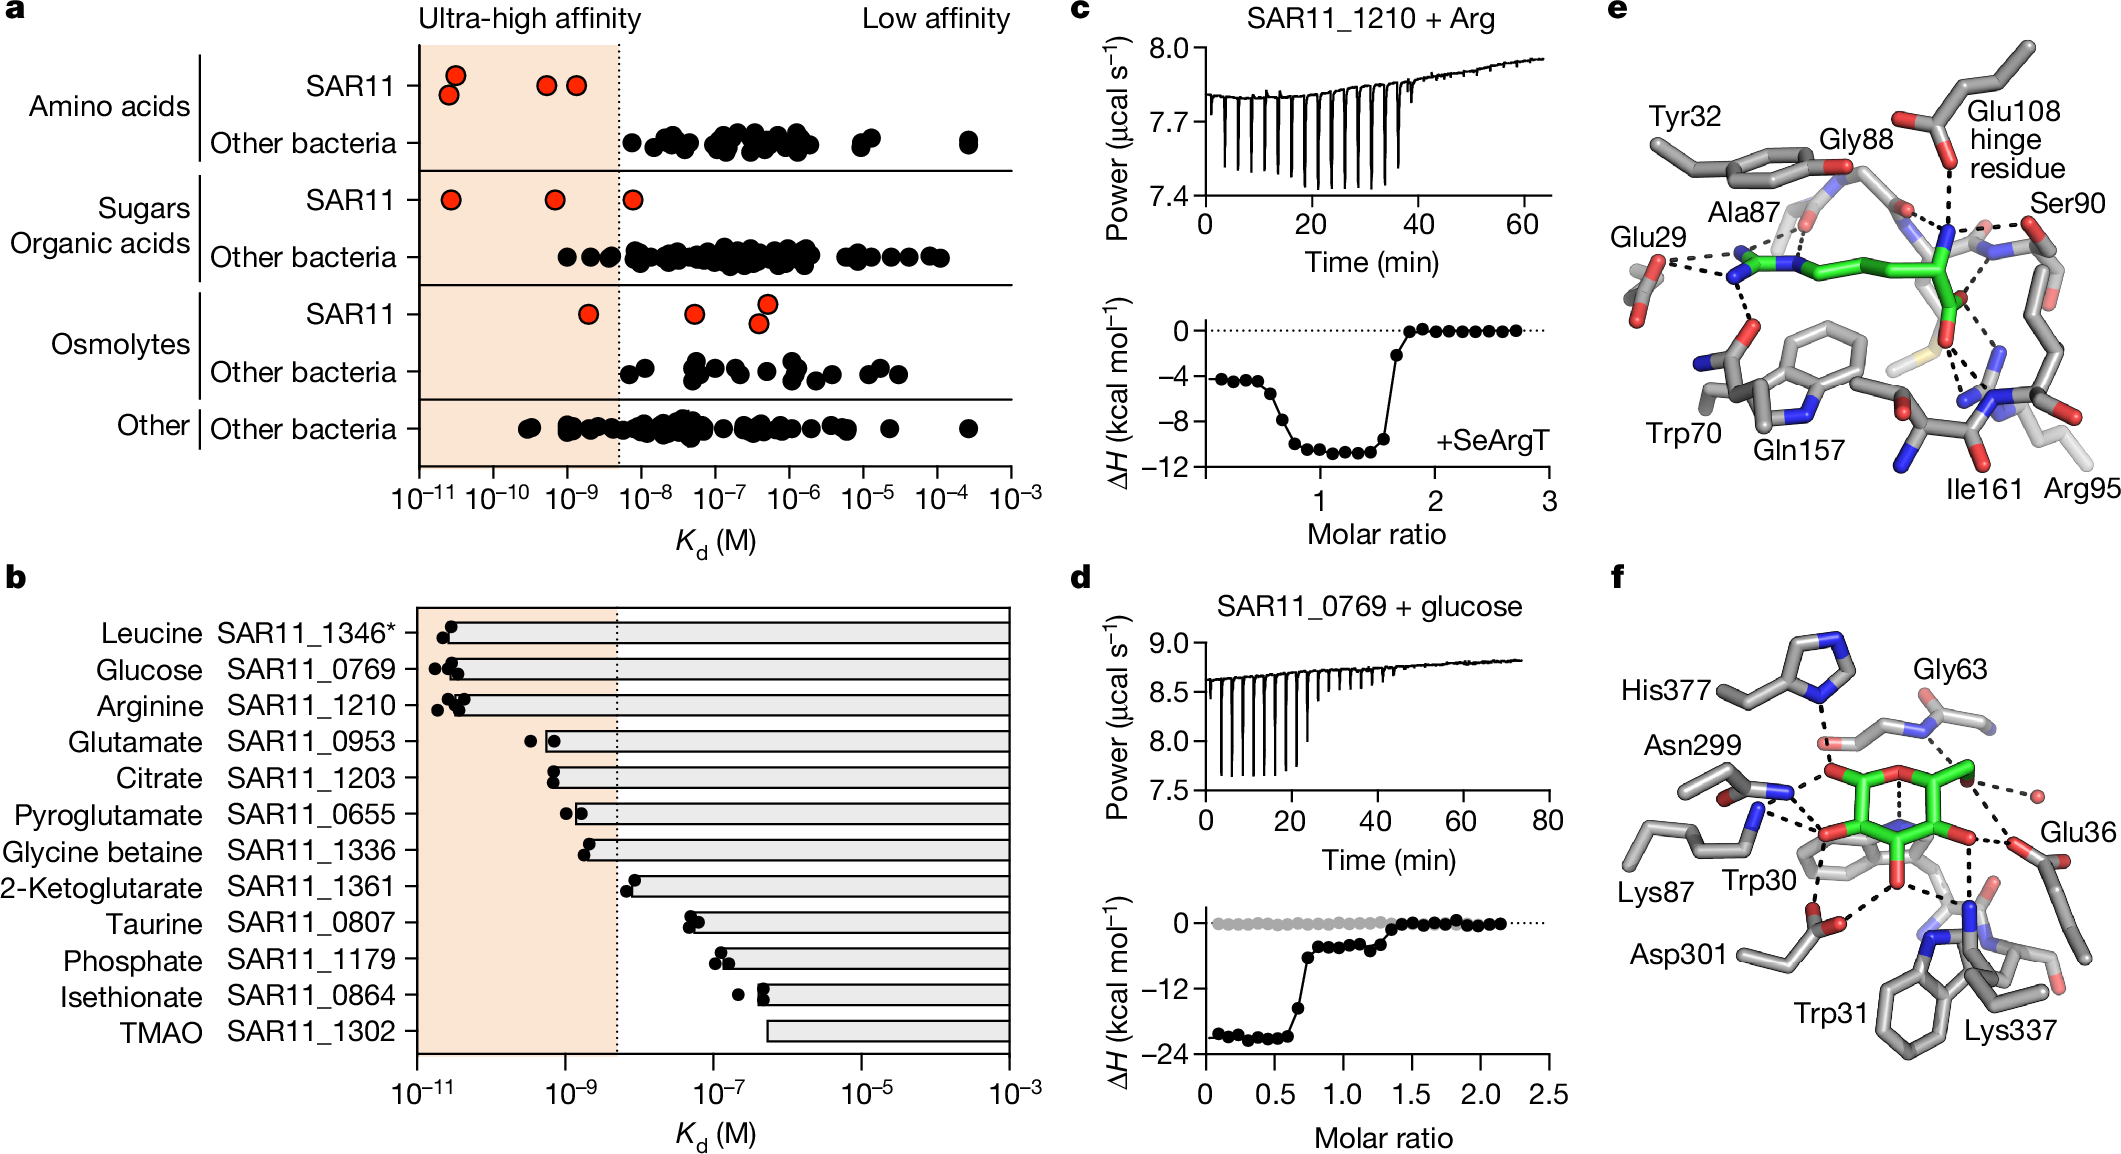 a
Ultra-high affinity
Low affinity
Amino acids
SAR11
Other bacteria
Sugars
Organic acids
SAR11
Other bacteria
Osmolytes
SAR11
Other bacteria
Other
Other bacteria
10⁻¹¹ 10⁻¹⁰ 10⁻⁹ 10⁻⁸ 10⁻⁷ 10⁻⁶ 10⁻⁵ 10⁻⁴ 10⁻³
Kd (M)
b
Leucine SAR11_1346*
Glucose SAR11_0769
Arginine SAR11_1210
Glutamate SAR11_0953
Citrate SAR11_1203
Pyroglutamate SAR11_0655
Glycine betaine SAR11_1336
2-Ketoglutarate SAR11_1361
Taurine SAR11_0807
Phosphate SAR11_1179
Isethionate SAR11_0864
TMAO SAR11_1302
10⁻¹¹ 10⁻⁹ 10⁻⁷ 10⁻⁵ 10⁻³
Kd (M)
c
SAR11_1210 + Arg
Power (µcal s⁻¹)
8.0
7.7
7.4
0 20 40 60
Time (min)
ΔH (kcal mol⁻¹)
0
−4
−8
−12
+SeArgT
1 2 3
Molar ratio
d
SAR11_0769 + glucose
Power (µcal s⁻¹)
9.0
8.5
8.0
7.5
0 20 40 60 80
Time (min)
ΔH (kcal mol⁻¹)
0
−12
−24
0 0.5 1.0 1.5 2.0 2.5
Molar ratio
e
Tyr32
Gly88
Glu108
hinge
residue
Ala87
Ser90
Glu29
Trp70
Gln157
Ile161
Arg95
f
His377
Gly63
Asn299
Glu36
Lys87
Trp30
Asp301
Trp31
Lys337